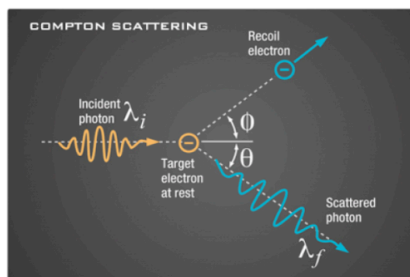 COMPTON SCATTERING
Recoil
electron
Incident
photon
λi
ϕ
θ
Target
electron
at rest
Scattered
photon
λf